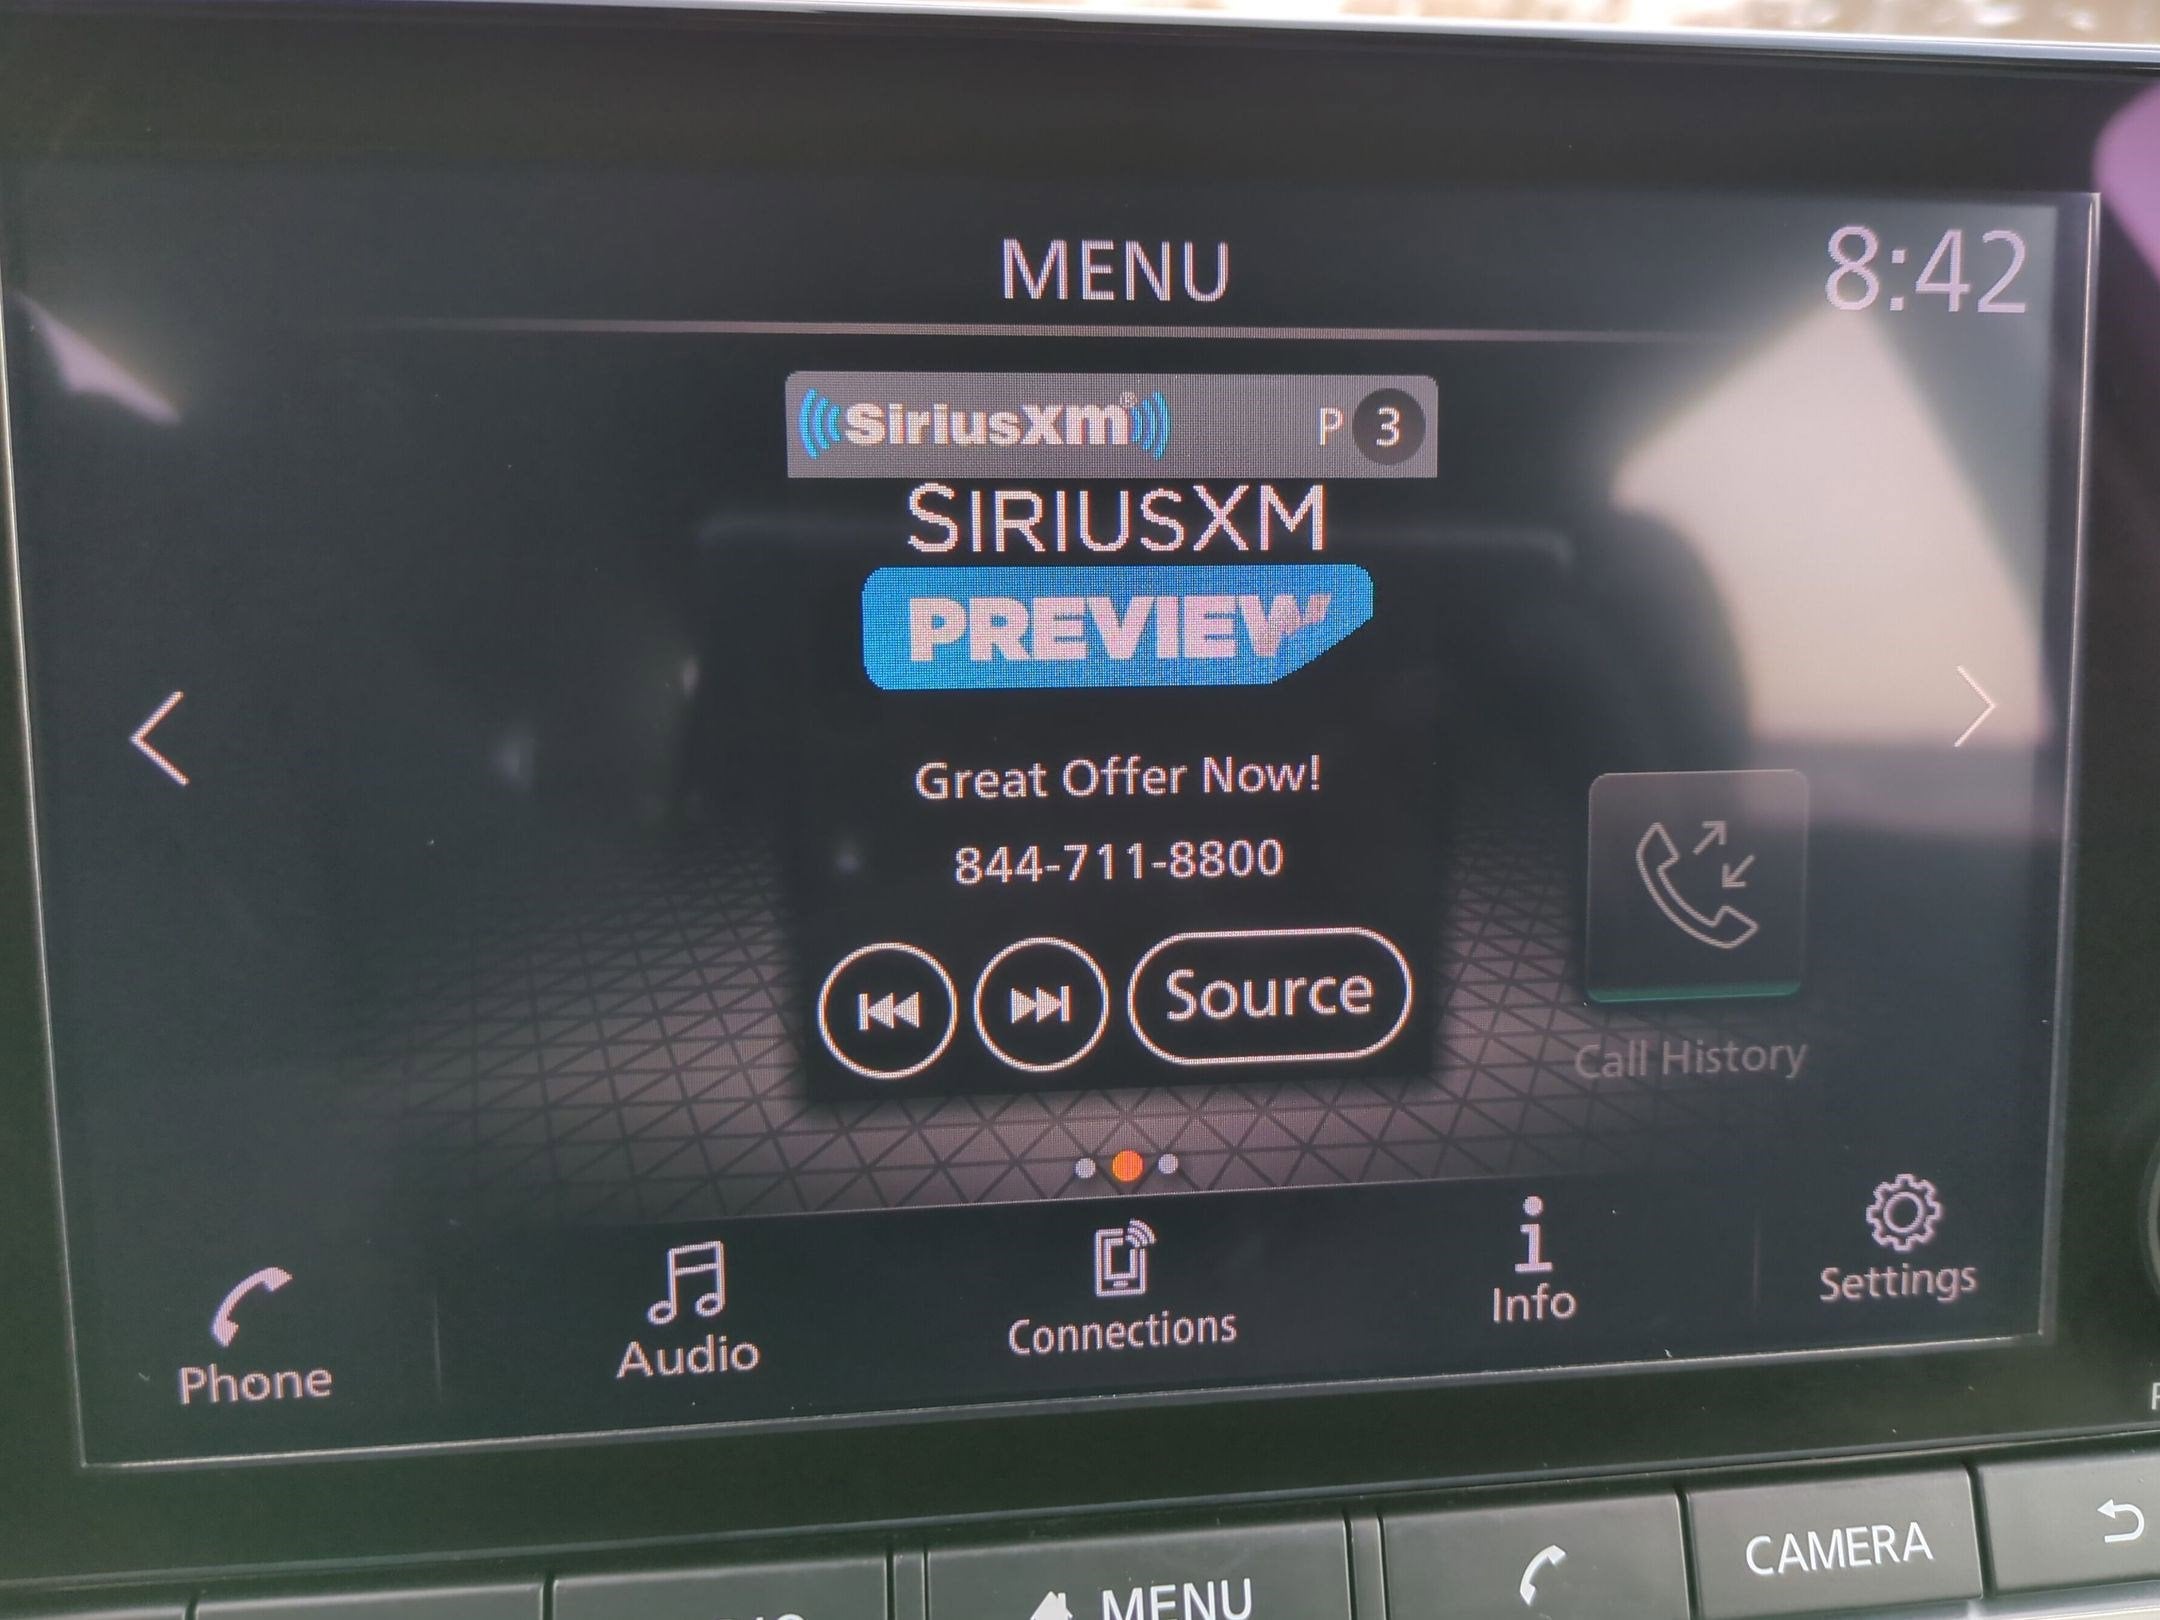 MENU
8:42
SiriusXm® P 3
SIRIUSXM
PREVIEW
Great Offer Now!
844-711-8800
Source
Call History
Phone
Audio
Connections
Info
Settings
MENU
CAMERA